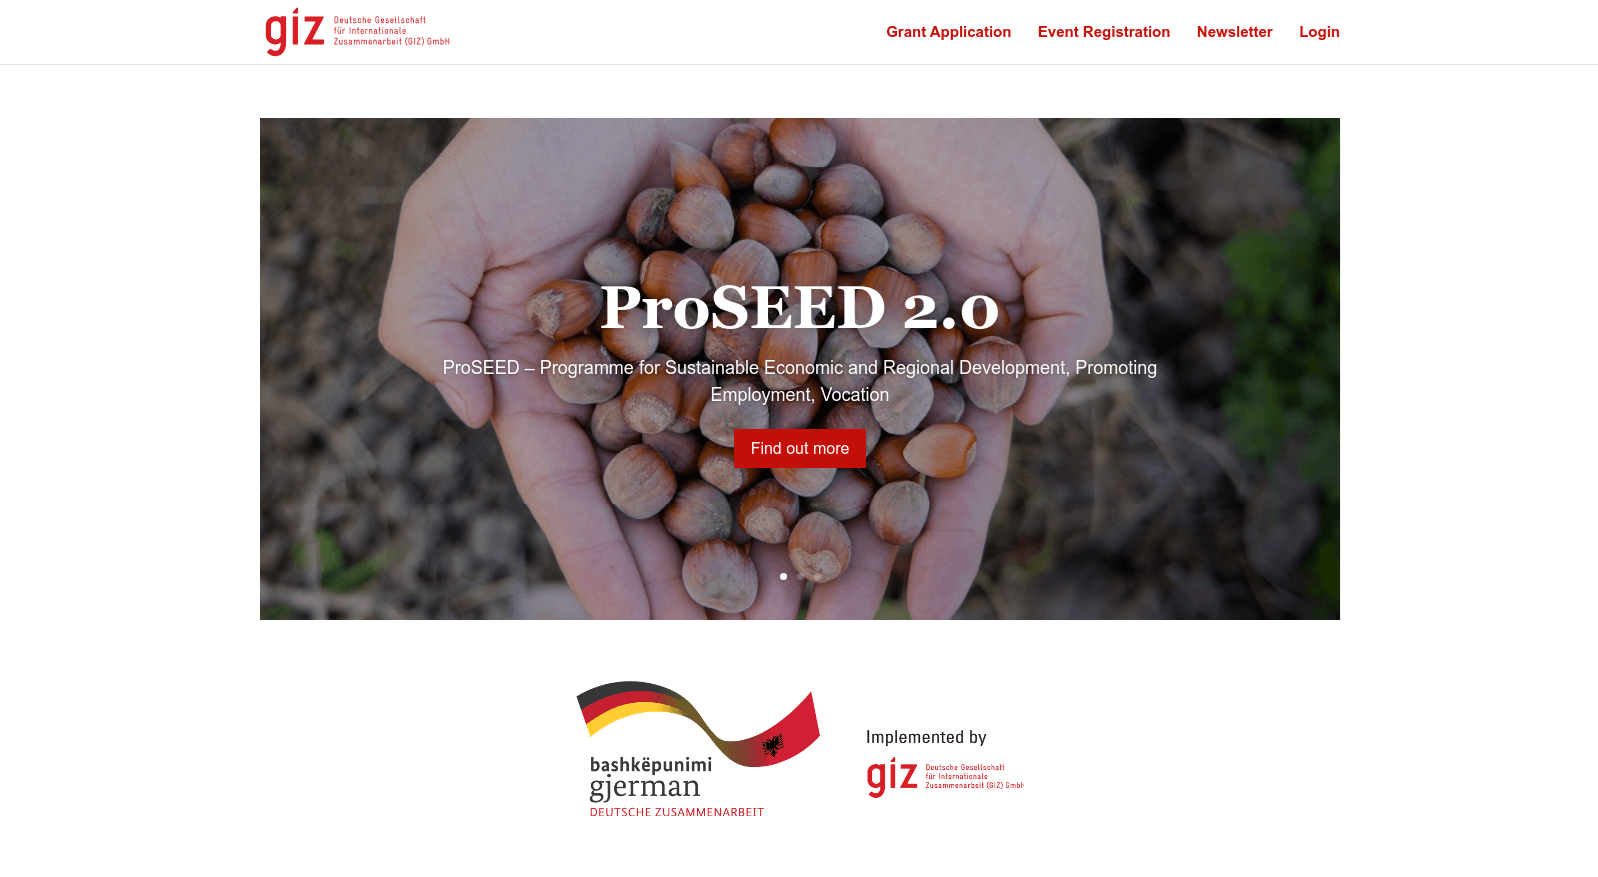 giz Deutsche Gesellschaft
für Internationale
Zusammenarbeit (GIZ) GmbH
Grant Application Event Registration Newsletter Login
ProSEED 2.0
ProSEED – Programme for Sustainable Economic and Regional Development, Promoting
Employment, Vocation
Find out more
bashkëpunimi
gjerman
DEUTSCHE ZUSAMMENARBEIT
Implemented by
giz Deutsche Gesellschaft
für Internationale
Zusammenarbeit (GIZ) GmbH